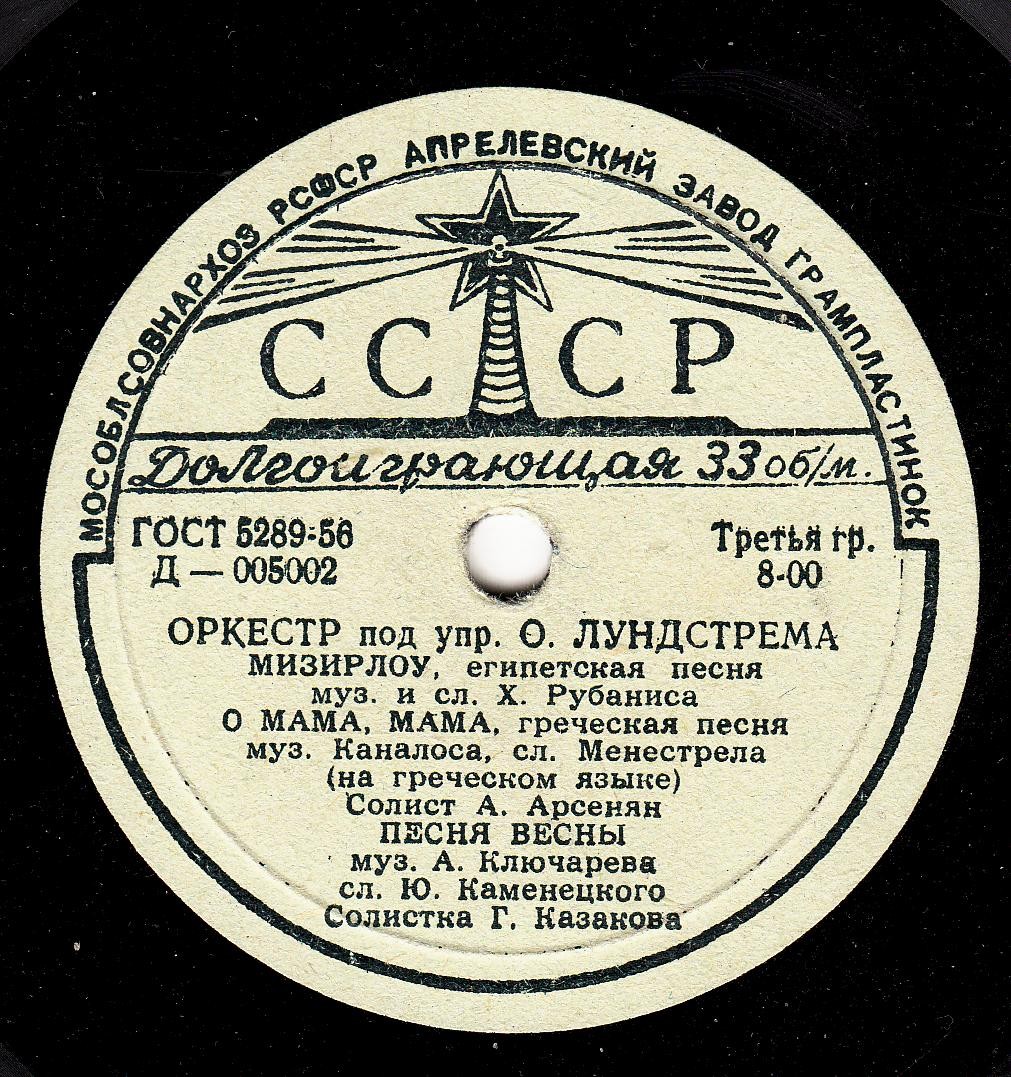 МОСОБЛСОВНАРХОЗ РСФСР АПРЕЛЕВСКИЙ ЗАВОД ГРАМПЛАСТИНОК
СССР
Долгоиграющая 33 об/м.
ГОСТ 5289-56
Третья гр.
Д — 005002
8-00
ОРКЕСТР под упр. О. ЛУНДСТРЕМА
МИЗИРЛОУ, египетская песня
муз. и сл. Х. Рубаниса
О МАМА, МАМА, греческая песня
муз. Каналоса, сл. Менестрела
(на греческом языке)
Солист А. Арсенян
ПЕСНЯ ВЕСНЫ
муз. А. Ключарева
сл. Ю. Каменецкого
Солистка Г. Казакова